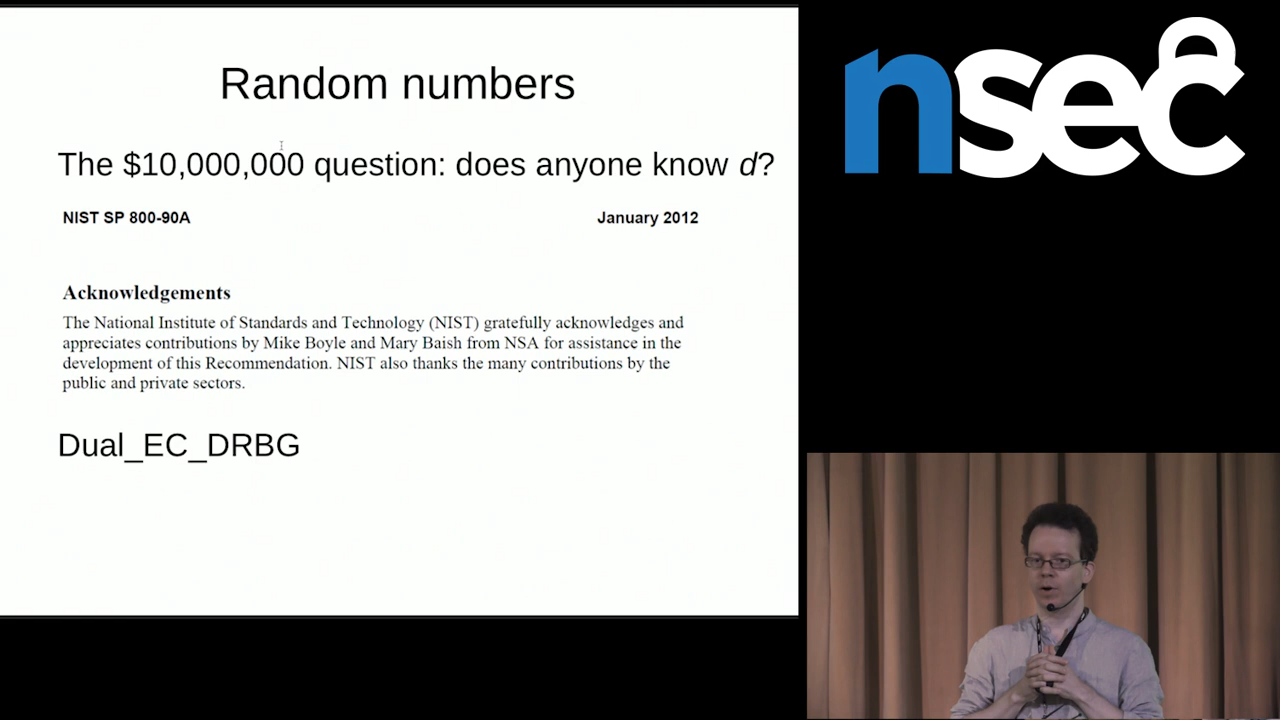 Random numbers
The $10,000,000 question: does anyone know d?
NIST SP 800-90A
January 2012
Acknowledgements
The National Institute of Standards and Technology (NIST) gratefully acknowledges and
appreciates contributions by Mike Boyle and Mary Baish from NSA for assistance in the
development of this Recommendation. NIST also thanks the many contributions by the
public and private sectors.
Dual_EC_DRBG
nsec